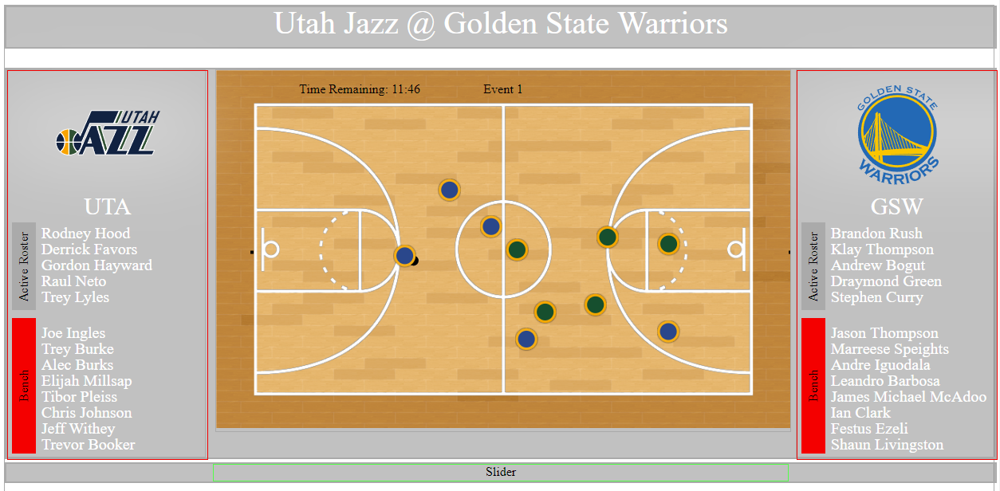 Utah Jazz @ Golden State Warriors
UTAH
JAZZ
UTA
Active Roster
Rodney Hood
Derrick Favors
Gordon Hayward
Raul Neto
Trey Lyles
Bench
Joe Ingles
Trey Burke
Alec Burks
Elijah Millsap
Tibor Pleiss
Chris Johnson
Jeff Withey
Trevor Booker
Time Remaining: 11:46
Event 1
GOLDEN STATE
WARRIORS
GSW
Active Roster
Brandon Rush
Klay Thompson
Andrew Bogut
Draymond Green
Stephen Curry
Bench
Jason Thompson
Marreese Speights
Andre Iguodala
Leandro Barbosa
James Michael McAdoo
Ian Clark
Festus Ezeli
Shaun Livingston
Slider